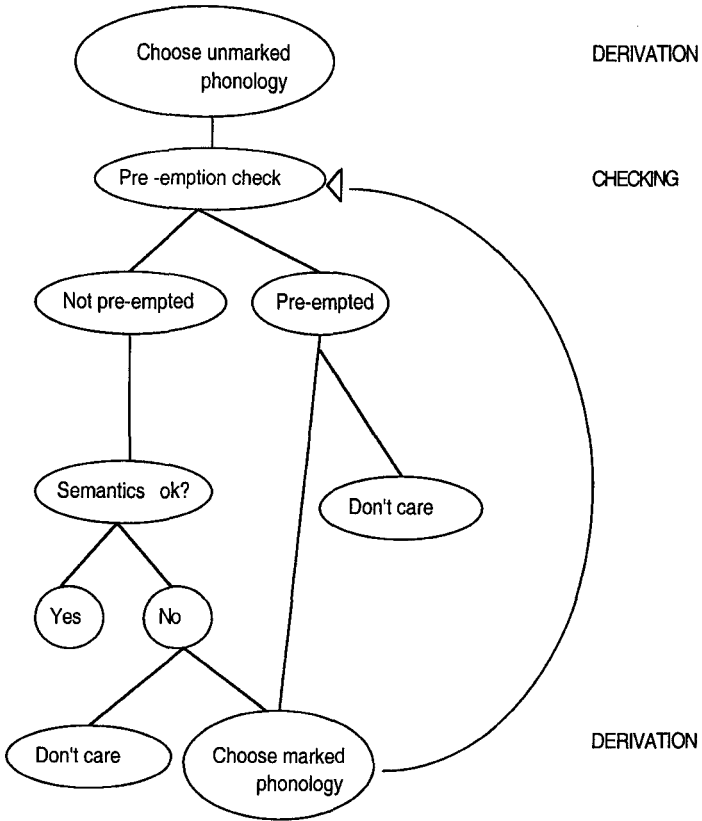 Choose unmarked
phonology
DERIVATION
Pre -emption check
CHECKING
Not pre-empted
Pre-empted
Semantics ok?
Don't care
Yes
No
Don't care
Choose marked
phonology
DERIVATION